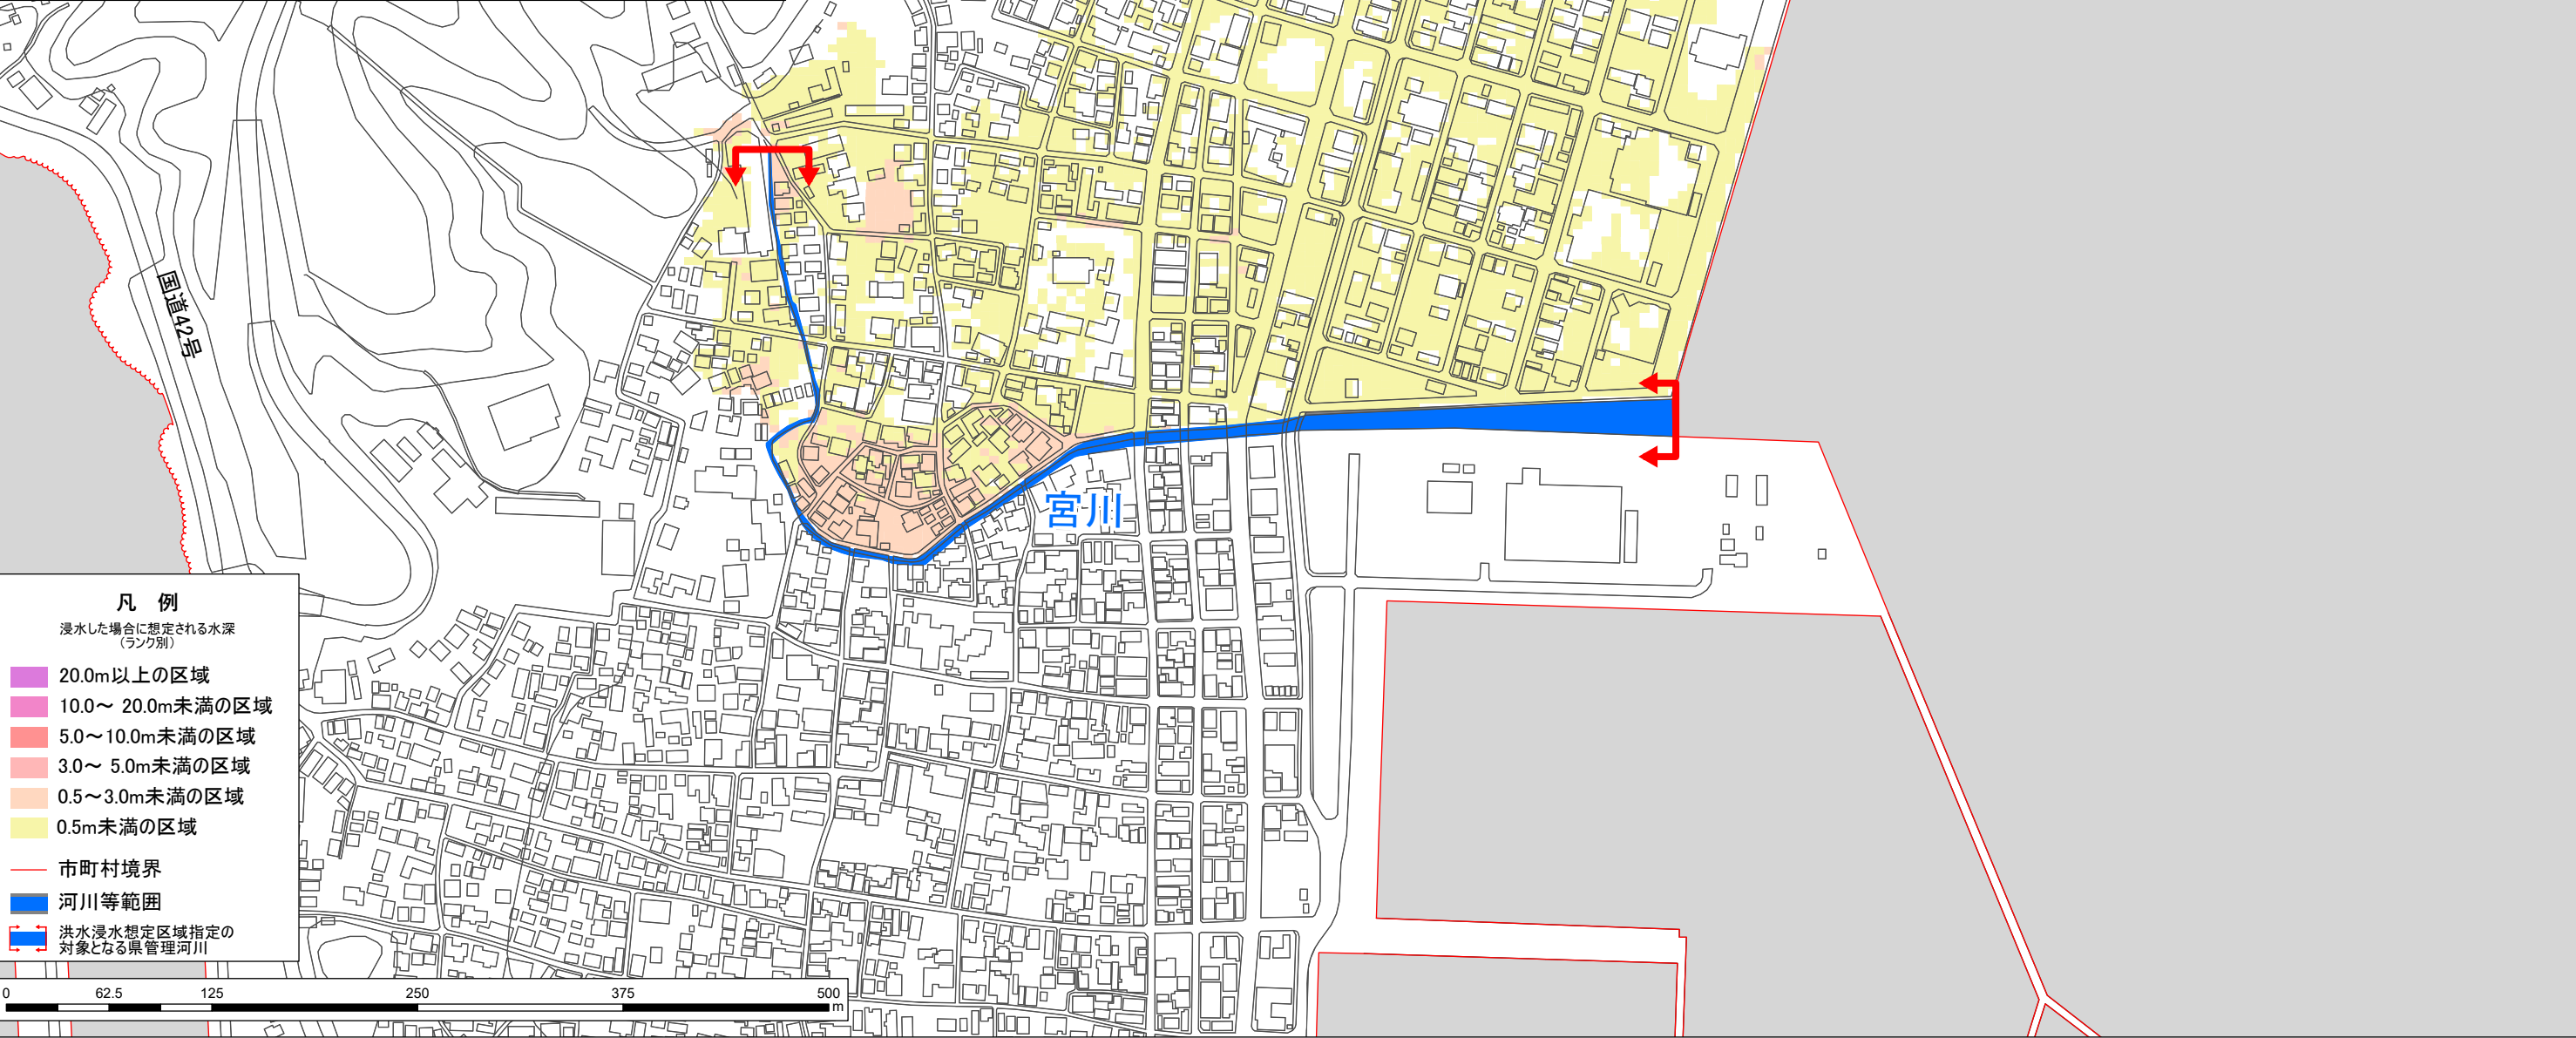 国道42号
宮川
凡 例
浸水した場合に想定される水深
（ランク別）
20.0m以上の区域
10.0～ 20.0m未満の区域
5.0～10.0m未満の区域
3.0～ 5.0m未満の区域
0.5～3.0m未満の区域
0.5m未満の区域
市町村境界
河川等範囲
洪水浸水想定区域指定の
対象となる県管理河川
0 62.5 125 250 375 500
m